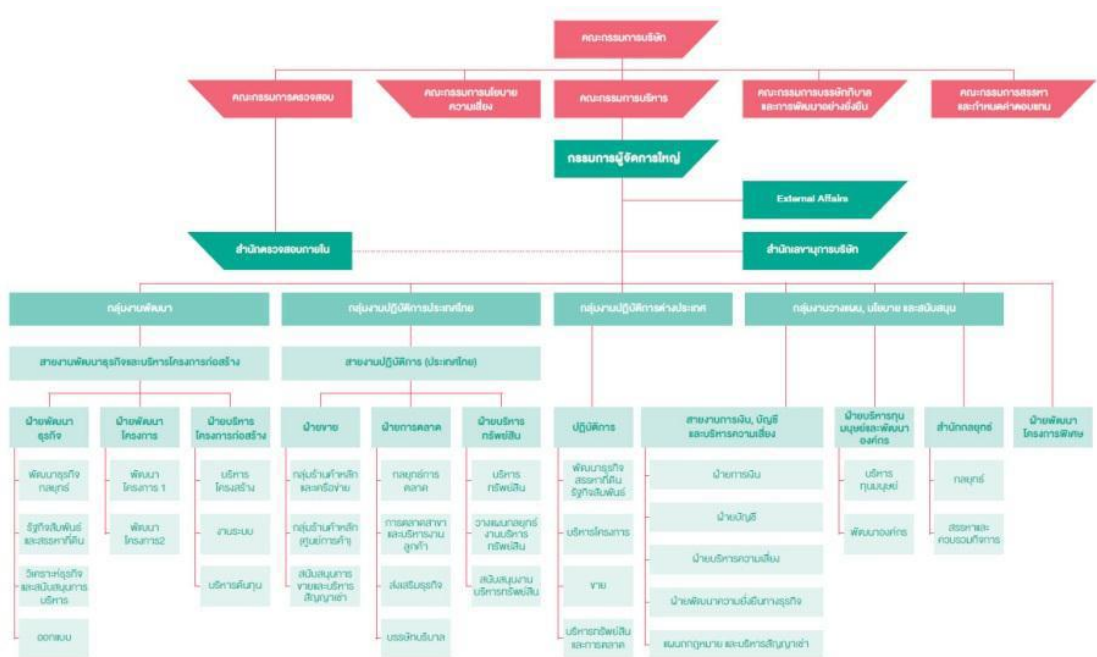 คณะกรรมการบริษัท
คณะกรรมการตรวจสอบ
คณะกรรมการนโยบาย
ความเสี่ยง
คณะกรรมการบริหาร
คณะกรรมการบรรษัทภิบาล
และการพัฒนาอย่างยั่งยืน
คณะกรรมการสรรหา
และกำหนดค่าตอบแทน
กรรมการผู้จัดการใหญ่
External Affairs
สำนักตรวจสอบภายใน
สำนักเลขานุการบริษัท
กลุ่มงานพัฒนา
กลุ่มงานปฏิบัติการประเทศไทย
กลุ่มงานปฏิบัติการต่างประเทศ
กลุ่มงานวางแผน, นโยบาย และสนับสนุน
สายงานพัฒนาธุรกิจและบริหารโครงการก่อสร้าง
สายงานปฏิบัติการ (ประเทศไทย)
ฝ่ายพัฒนา
ธุรกิจ
ฝ่ายพัฒนา
โครงการ
ฝ่ายบริหาร
โครงการก่อสร้าง
ฝ่ายขาย
ฝ่ายการตลาด
ฝ่ายบริหาร
ทรัพย์สิน
ปฏิบัติการ
สายงานการเงิน, บัญชี
และบริหารความเสี่ยง
ฝ่ายบริหารทุน
มนุษย์และพัฒนา
องค์กร
สำนักกลยุทธ์
ฝ่ายพัฒนา
โครงการพิเศษ
พัฒนาธุรกิจ
กลยุทธ์
รัฐกิจสัมพันธ์
และสรรหาที่ดิน
วิเคราะห์ธุรกิจ
และสนับสนุนการ
บริหาร
ออกแบบ
พัฒนา
โครงการ 1
พัฒนา
โครงการ2
บริหาร
โครงสร้าง
งานระบบ
บริหารต้นทุน
กลุ่มร้านค้าหลัก
และเครือข่าย
กลุ่มร้านค้าหลัก
(ศูนย์การค้า)
สนับสนุนการ
ขายและบริหาร
สัญญาเช่า
กลยุทธ์การ
ตลาด
การตลาดสาขา
และบริหารงาน
ลูกค้า
ส่งเสริมธุรกิจ
บรรษัทบริบาล
บริหาร
ทรัพย์สิน
วางแผนกลยุทธ์
งานบริหาร
ทรัพย์สิน
สนับสนุนงาน
บริหารทรัพย์สิน
พัฒนาธุรกิจ
สรรหาที่ดิน
รัฐกิจสัมพันธ์
บริหารโครงการ
ขาย
บริหารทรัพย์สิน
และการตลาด
ฝ่ายการเงิน
ฝ่ายบัญชี
ฝ่ายบริหารความเสี่ยง
ฝ่ายพัฒนาความยั่งยืนทางธุรกิจ
แผนกกฎหมาย และบริหารสัญญาเช่า
บริหาร
ทุนมนุษย์
พัฒนาองค์กร
กลยุทธ์
สรรหาและ
ควบรวมกิจการ